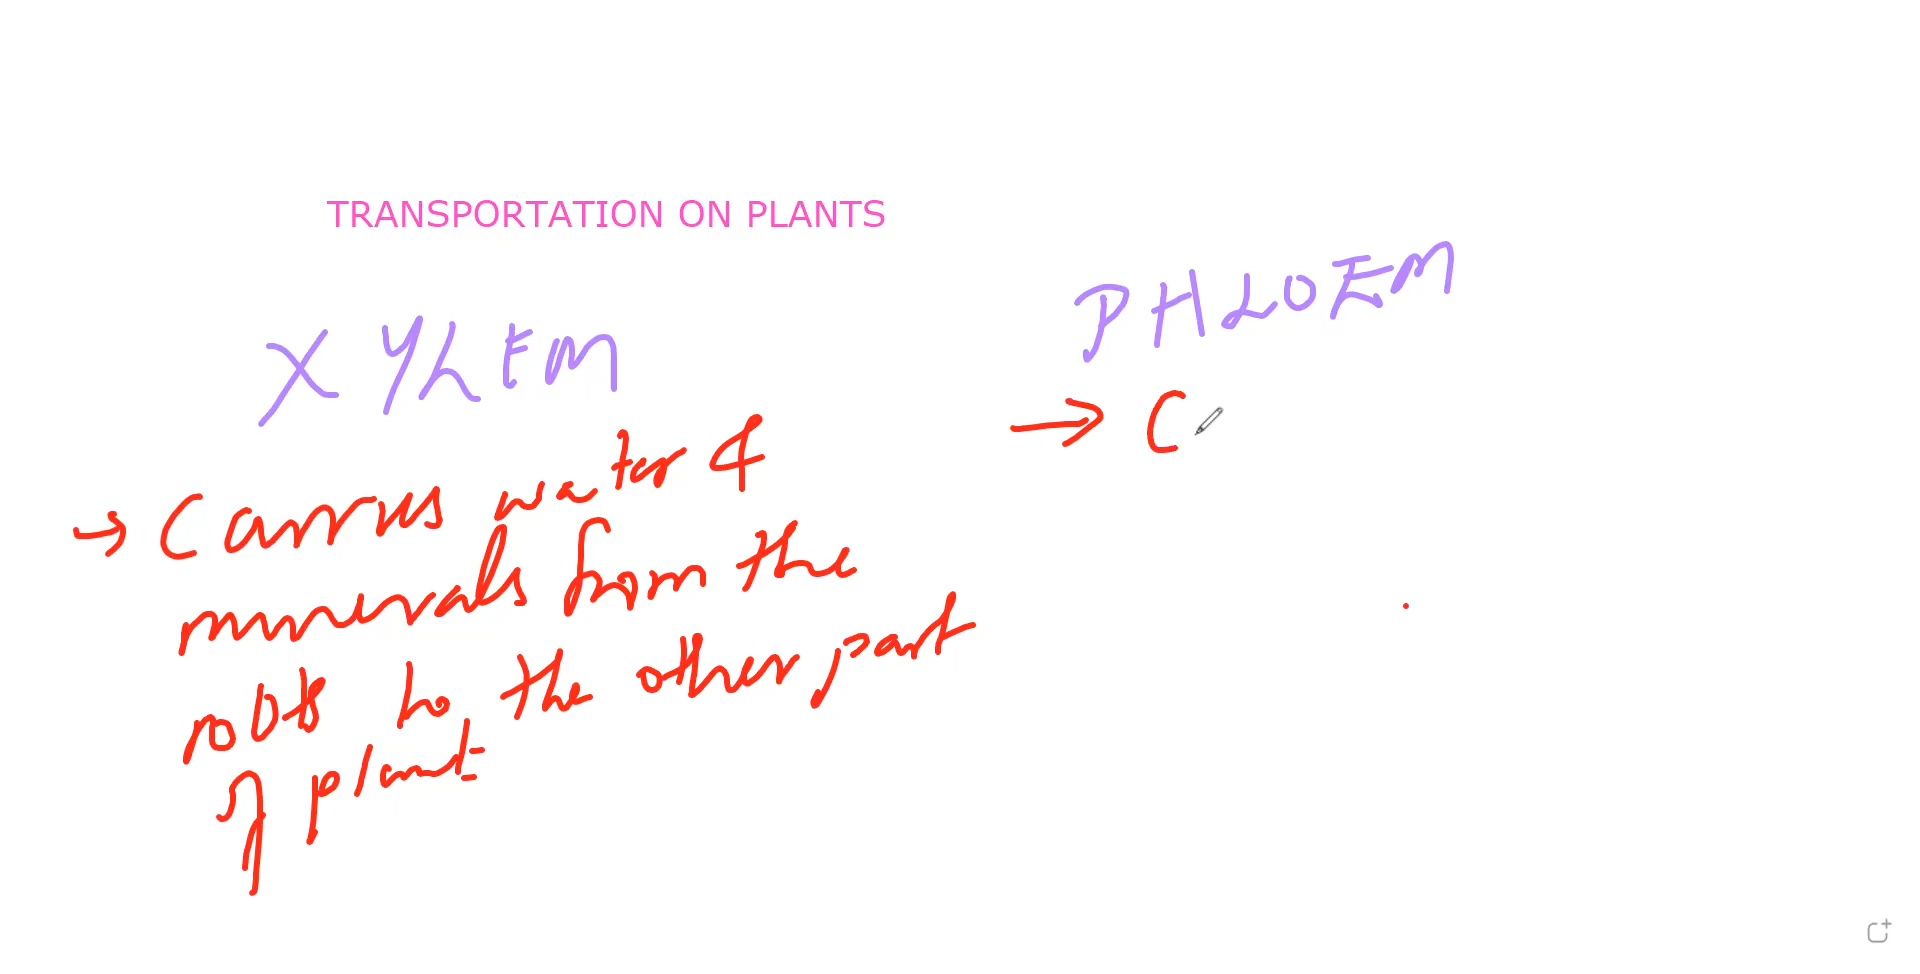 TRANSPORTATION ON PLANTS
XYLEM
→ Carries water &
minerals from the
roots to the other part
of plant
PHLOEM
→ C